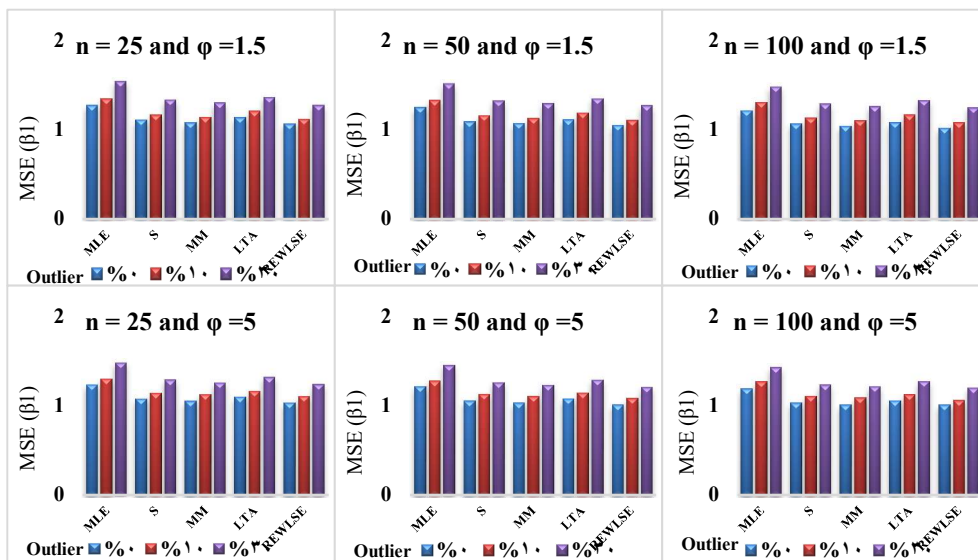 2 n = 25 and φ =1.5
MSE (β1)
1
0
MLE S MM LTA REWLSE
Outlier %٠ %١٠
2 n = 50 and φ =1.5
MSE (β1)
1
0
MLE S MM LTA REWLSE
Outlier %٠ %١٠ %٣٠
2 n = 100 and φ =1.5
MSE (β1)
1
0
MLE S MM LTA REWLSE
Outlier %٠ %١٠
2 n = 25 and φ =5
MSE (β1)
1
0
MLE S MM LTA REWLSE
Outlier %٠ %١٠ %٣٠
2 n = 50 and φ =5
MSE (β1)
1
0
MLE S MM LTA REWLSE
Outlier %٠ %١٠
2 n = 100 and φ =5
MSE (β1)
1
0
MLE S MM LTA REWLSE
Outlier %٠ %١٠